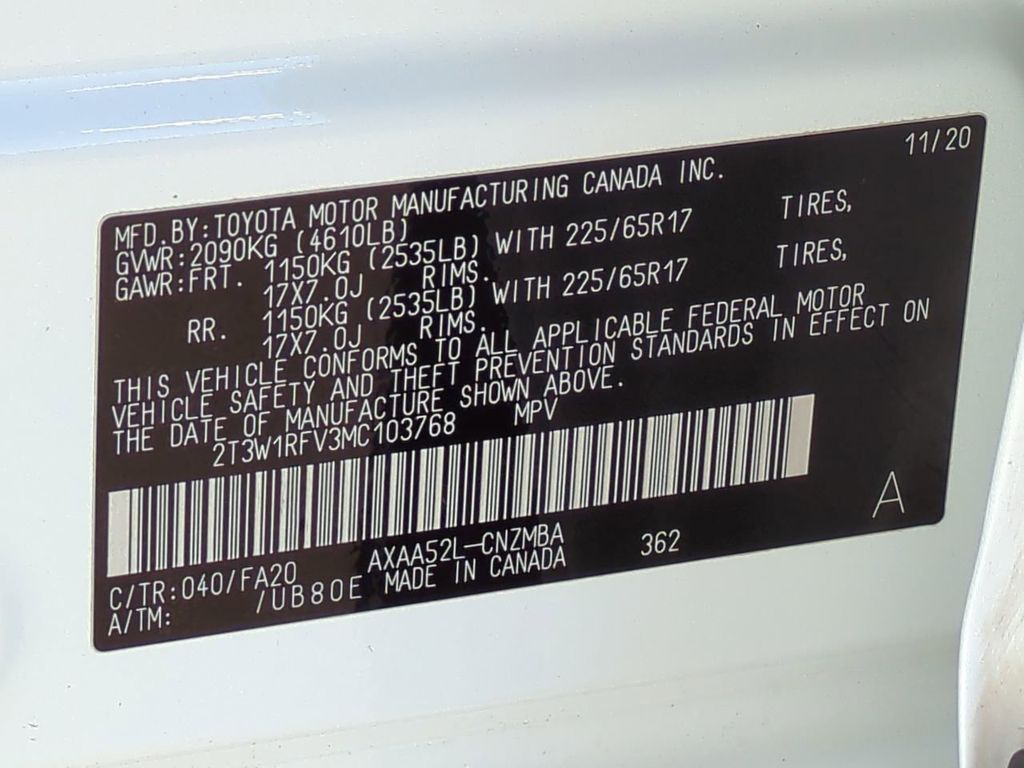 11/20
MFD.BY:TOYOTA MOTOR MANUFACTURING CANADA INC.
GVWR:2090KG (4610LB)
GAWR:FRT. 1150KG (2535LB) WITH 225/65R17 TIRES,
17X7.0J RIMS.
RR. 1150KG (2535LB) WITH 225/65R17 TIRES,
17X7.0J RIMS.
THIS VEHICLE CONFORMS TO ALL APPLICABLE FEDERAL MOTOR
VEHICLE SAFETY AND THEFT PREVENTION STANDARDS IN EFFECT ON
THE DATE OF MANUFACTURE SHOWN ABOVE.
2T3W1RFV3MC103768 MPV
A
C/TR:040/FA20 AXAA52L-CNZMBA 362
A/TM: /UB80E MADE IN CANADA